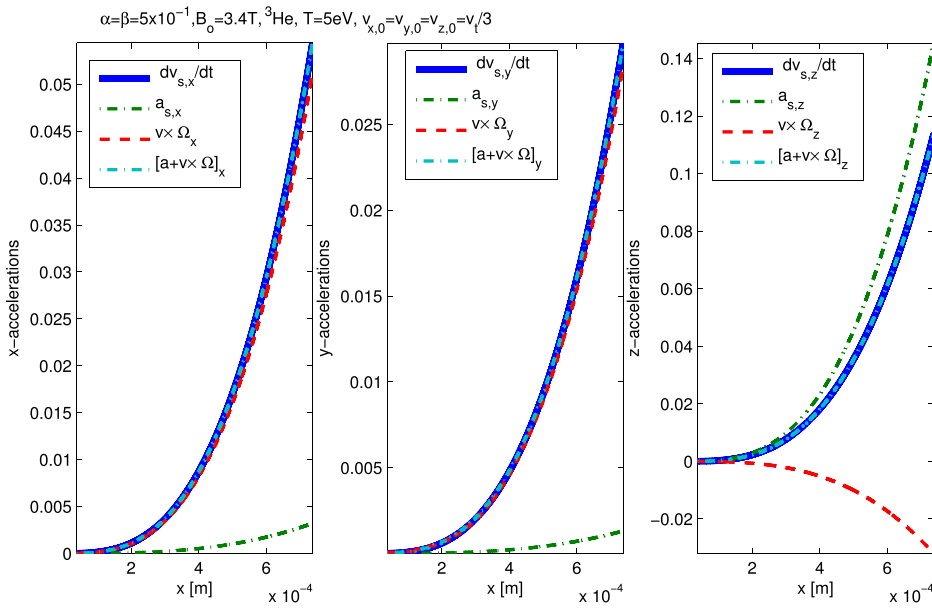 α=β=5x10⁻¹,Bₒ=3.4T, ³He, T=5eV, vₓ,₀=v_y,0=v_z,0=v_t/3
dv_s,x/dt
a_s,x
v× Ω_x
[a+v× Ω]_x
x−accelerations
0.05
0.045
0.04
0.035
0.03
0.025
0.02
0.015
0.01
0.005
0
2
4
6
x [m]
x 10⁻⁴
dv_s,y/dt
a_s,y
v× Ω_y
[a+v× Ω]_y
y−accelerations
0.025
0.02
0.015
0.01
0.005
2
4
6
x [m]
x 10⁻⁴
dv_s,z/dt
a_s,z
v× Ω_z
[a+v× Ω]_z
z−accelerations
0.14
0.12
0.1
0.08
0.06
0.04
0.02
0
−0.02
2
4
6
x [m]
x 10⁻⁴